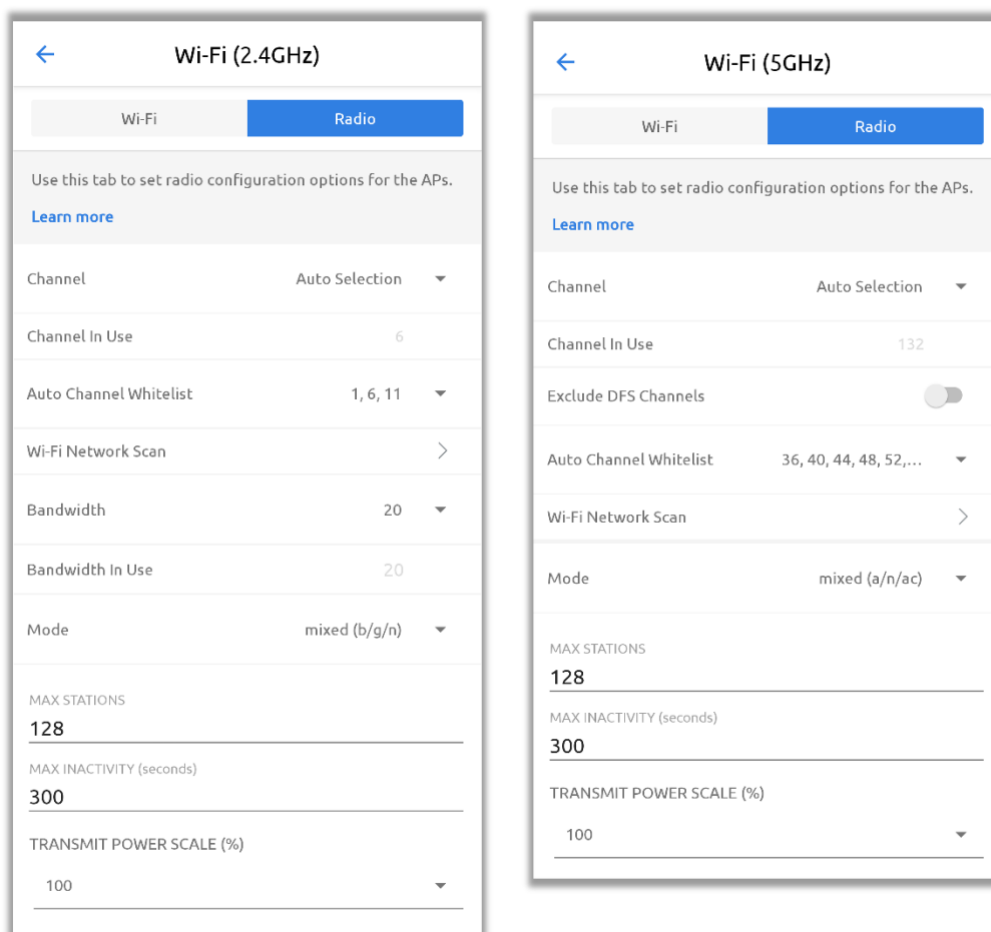 Wi-Fi (2.4GHz)
Wi-Fi
Radio
Use this tab to set radio configuration options for the APs.
Learn more
Channel Auto Selection
Channel In Use 6
Auto Channel Whitelist 1, 6, 11
Wi-Fi Network Scan
Bandwidth 20
Bandwidth In Use 20
Mode mixed (b/g/n)
MAX STATIONS
128
MAX INACTIVITY (seconds)
300
TRANSMIT POWER SCALE (%)
100
Wi-Fi (5GHz)
Wi-Fi
Radio
Use this tab to set radio configuration options for the APs.
Learn more
Channel Auto Selection
Channel In Use 132
Exclude DFS Channels
Auto Channel Whitelist 36, 40, 44, 48, 52,...
Wi-Fi Network Scan
Mode mixed (a/n/ac)
MAX STATIONS
128
MAX INACTIVITY (seconds)
300
TRANSMIT POWER SCALE (%)
100